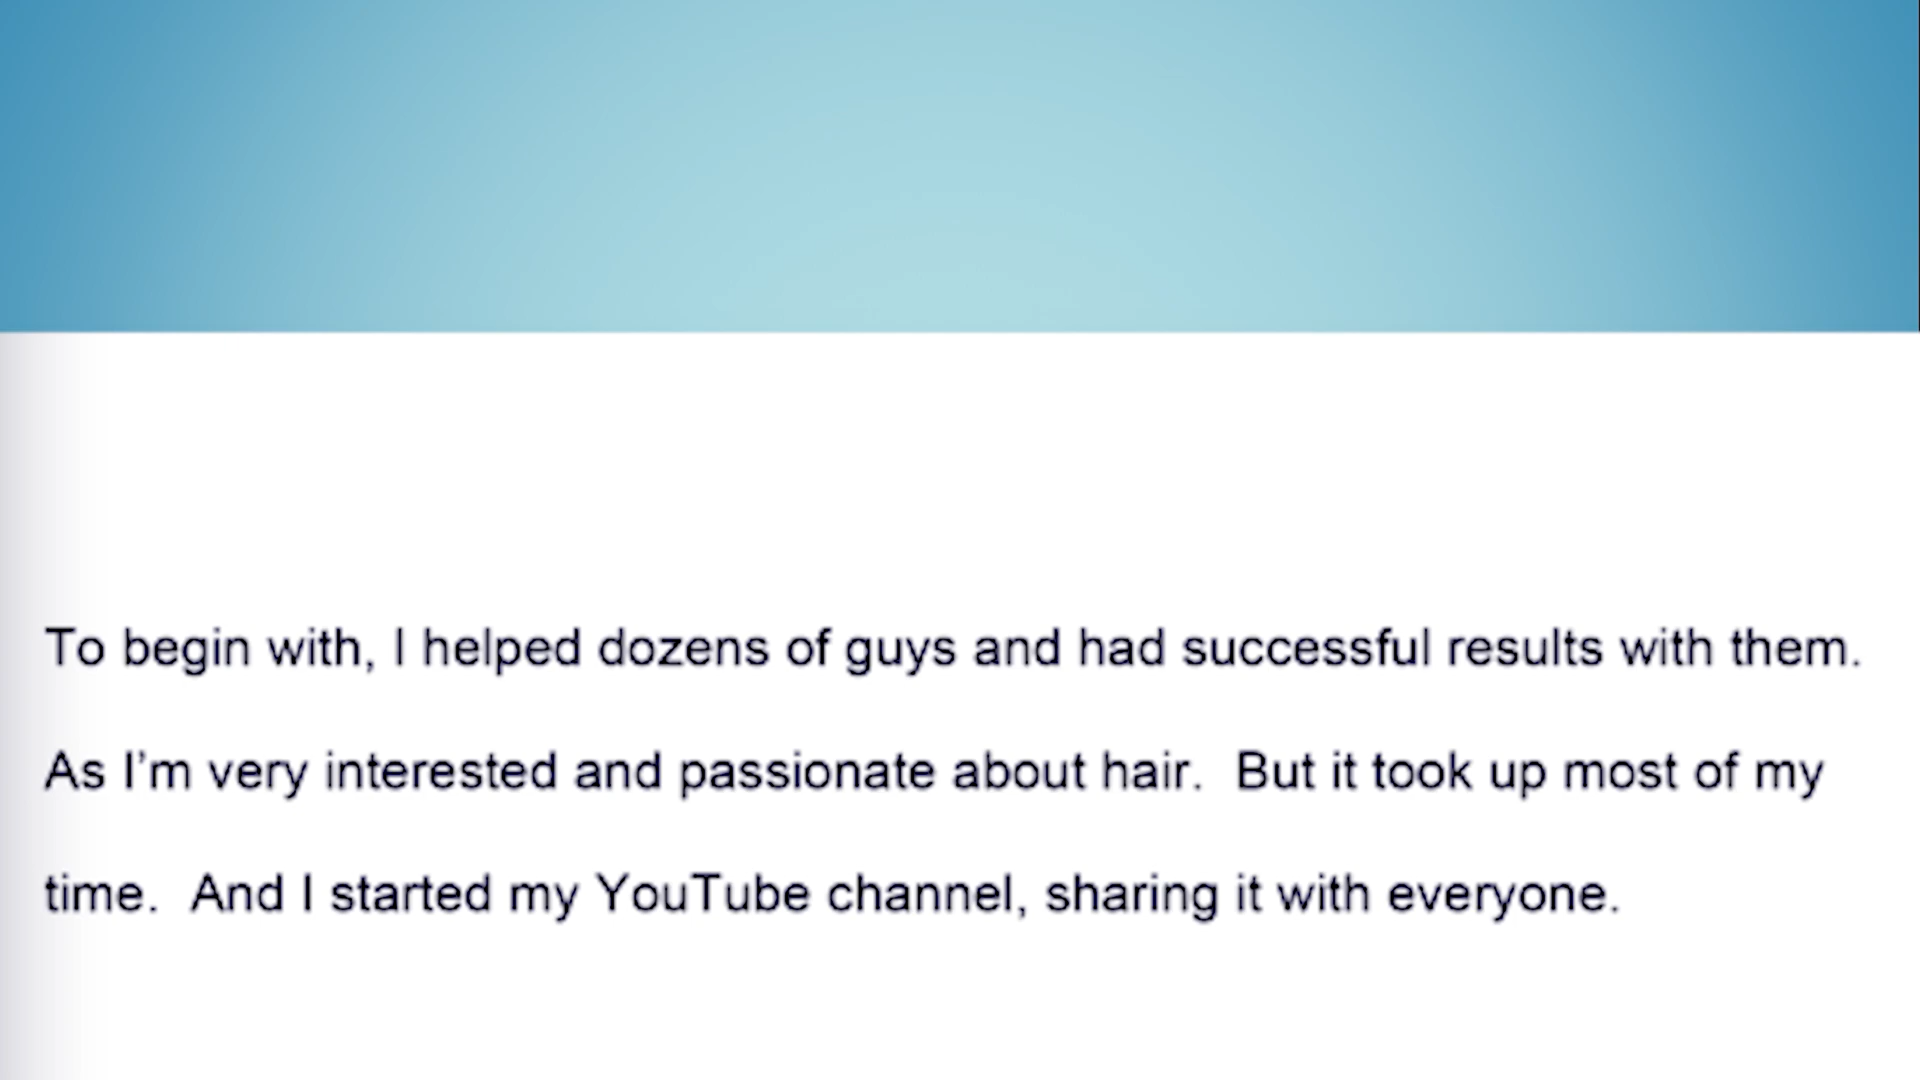 To begin with, I helped dozens of guys and had successful results with them.
As I’m very interested and passionate about hair.  But it took up most of my
time.  And I started my YouTube channel, sharing it with everyone.